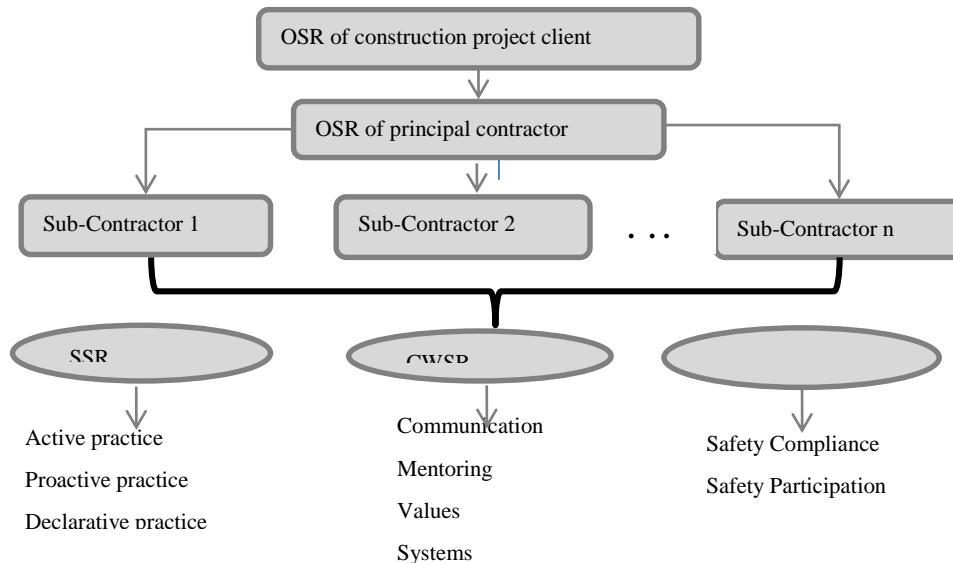 OSR of construction project client
OSR of principal contractor
Sub-Contractor 1
Sub-Contractor 2
. . .
Sub-Contractor n
SSR
CWSR
Active practice
Proactive practice
Declarative practice
Communication
Mentoring
Values
Systems
Safety Compliance
Safety Participation